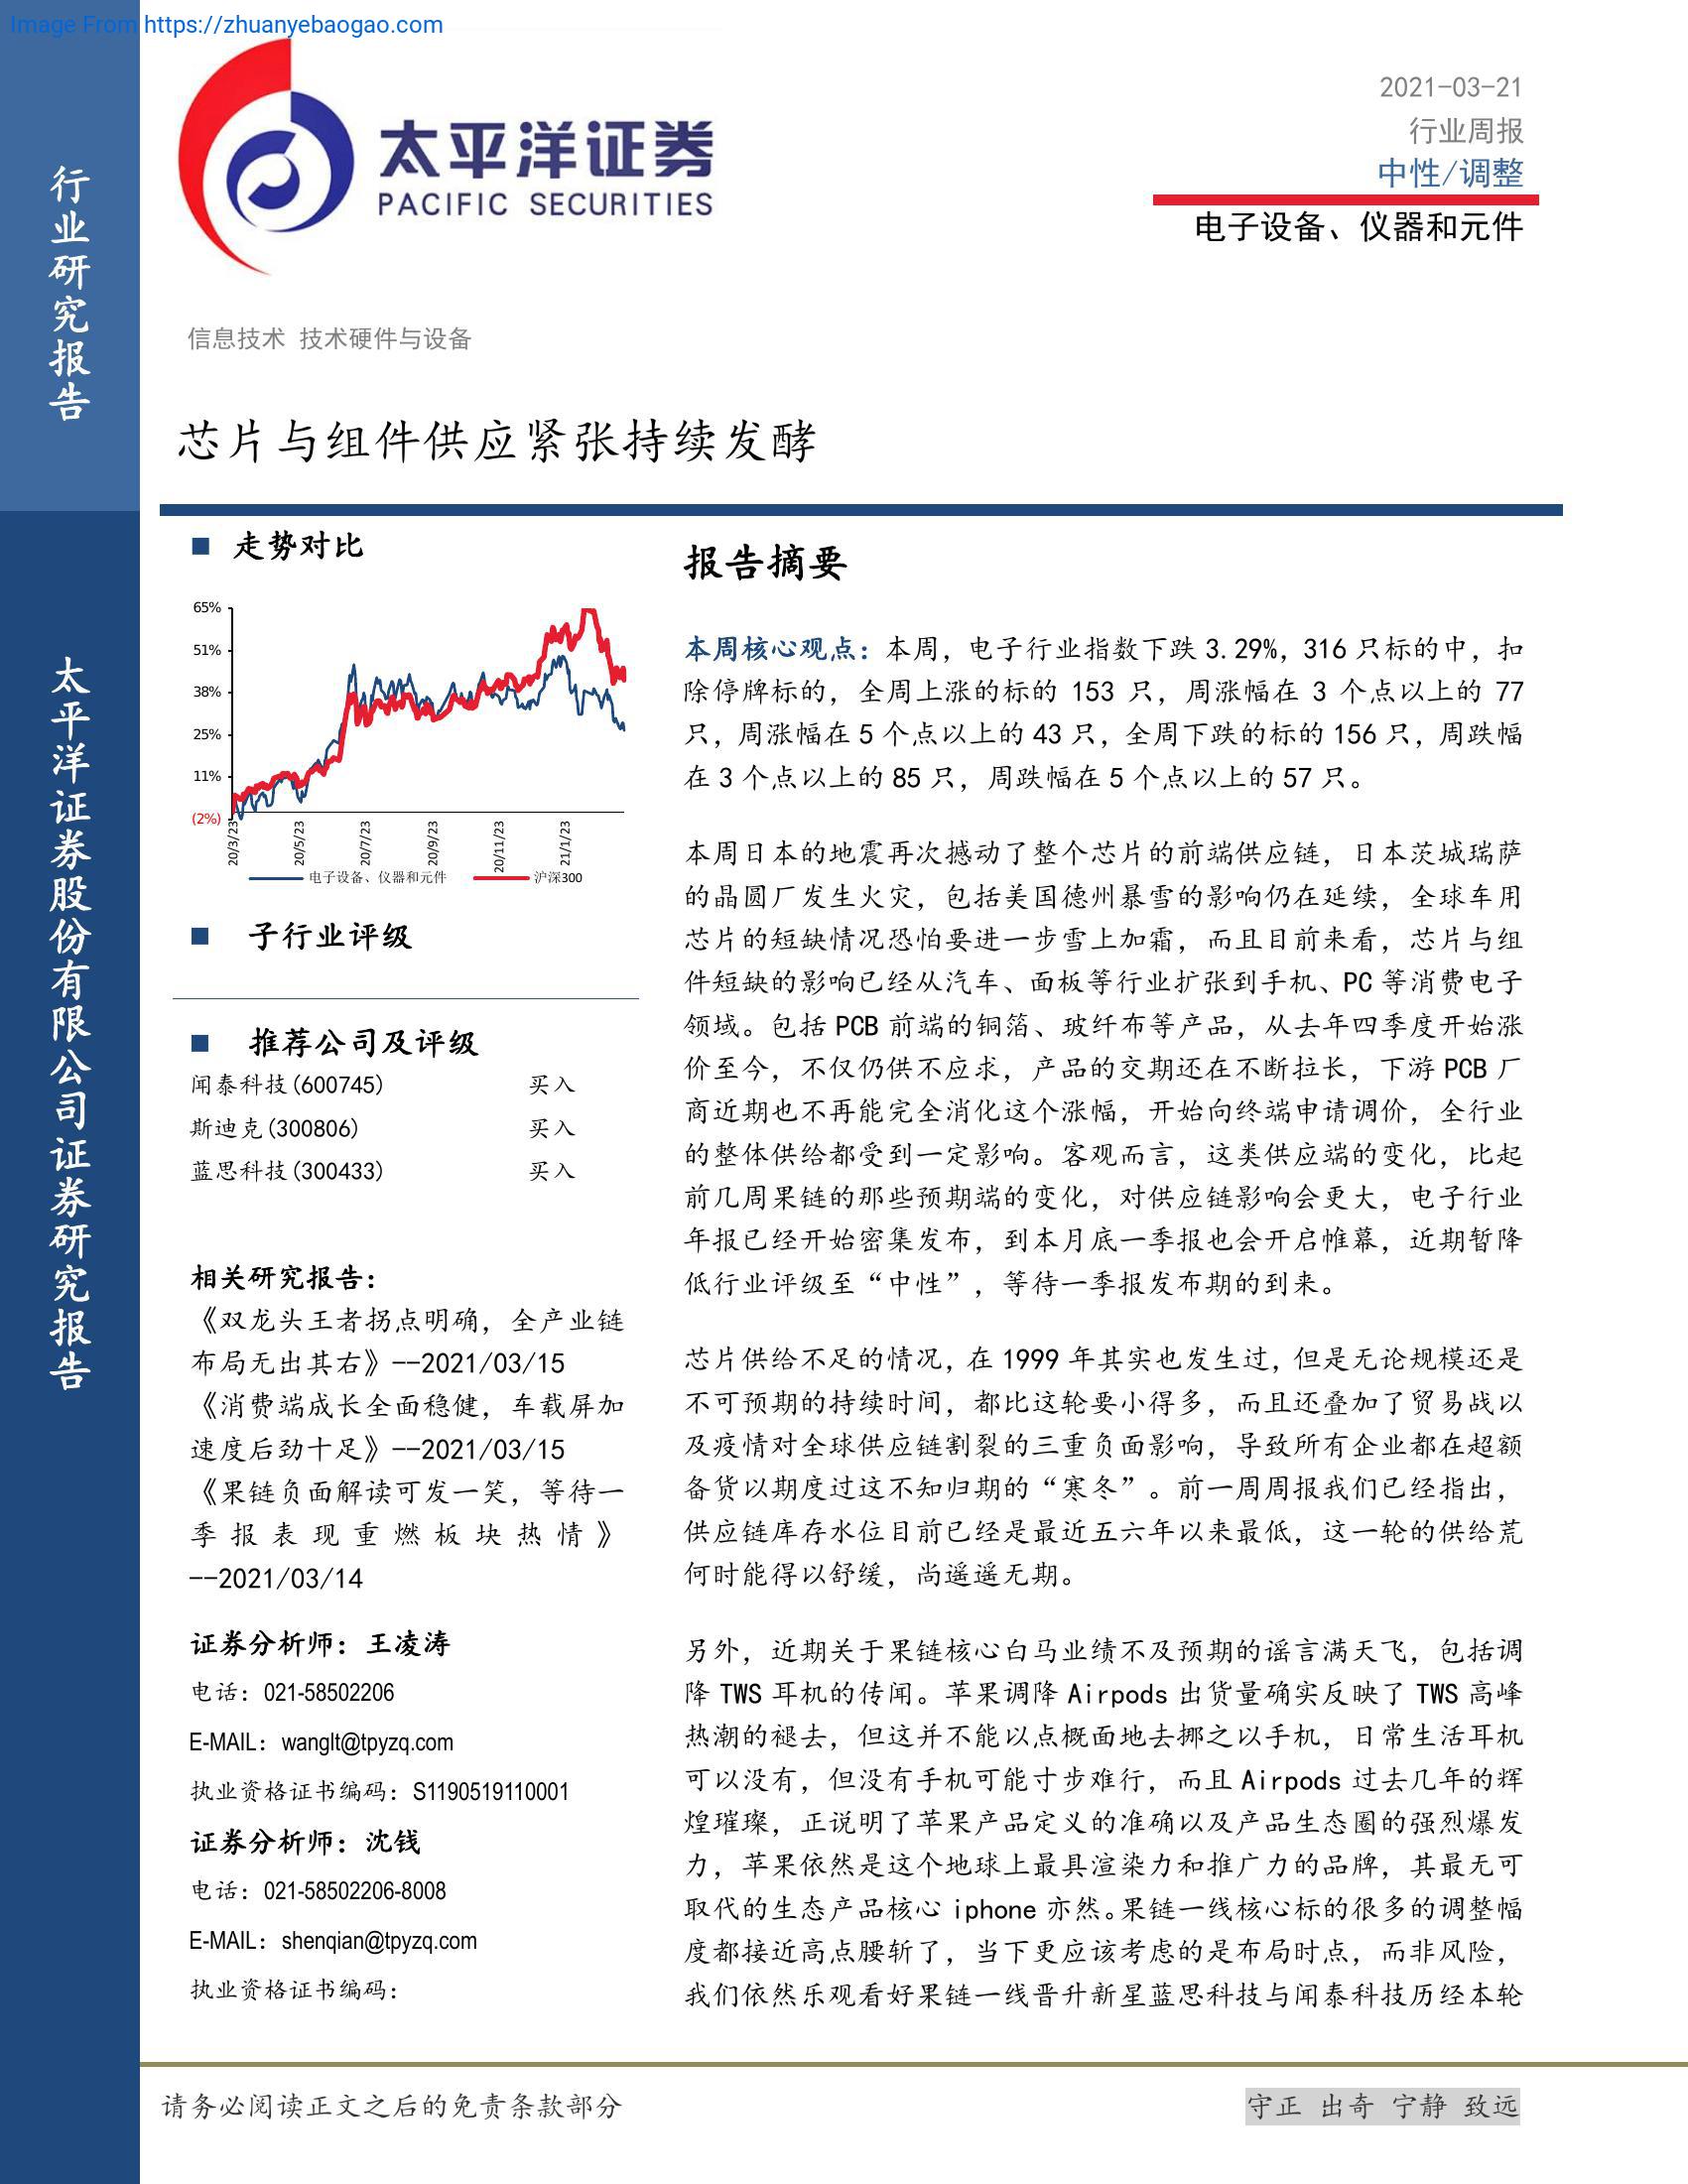 Image From https://zhuanyebaogao.com
行业研究报告
太平洋证券股份有限公司证券研究报告
太平洋证券
PACIFIC SECURITIES
2021-03-21
行业周报
中性/调整
电子设备、仪器和元件
信息技术 技术硬件与设备
芯片与组件供应紧张持续发酵
■ 走势对比
65%
51%
38%
25%
11%
(2%)
20/3/23
20/5/23
20/7/23
20/9/23
20/11/23
21/1/23
电子设备、仪器和元件
沪深300
■ 子行业评级
■ 推荐公司及评级
闻泰科技(600745) 买入
斯迪克(300806) 买入
蓝思科技(300433) 买入
相关研究报告：
《双龙头王者拐点明确，全产业链
布局无出其右》--2021/03/15
《消费端成长全面稳健，车载屏加
速度后劲十足》--2021/03/15
《果链负面解读可发一笑，等待一
季报表现重燃板块热情》
--2021/03/14
证券分析师：王凌涛
电话：021-58502206
E-MAIL：wanglt@tpyzq.com
执业资格证书编码：S1190519110001
证券分析师：沈钱
电话：021-58502206-8008
E-MAIL：shenqian@tpyzq.com
执业资格证书编码：
报告摘要
本周核心观点：本周，电子行业指数下跌 3.29%，316 只标的中，扣
除停牌标的，全周上涨的标的 153 只，周涨幅在 3 个点以上的 77
只，周涨幅在 5 个点以上的 43 只，全周下跌的标的 156 只，周跌幅
在 3 个点以上的 85 只，周跌幅在 5 个点以上的 57 只。
本周日本的地震再次撼动了整个芯片的前端供应链，日本茨城瑞萨
的晶圆厂发生火灾，包括美国德州暴雪的影响仍在延续，全球车用
芯片的短缺情况恐怕要进一步雪上加霜，而且目前来看，芯片与组
件短缺的影响已经从汽车、面板等行业扩张到手机、PC 等消费电子
领域。包括 PCB 前端的铜箔、玻纤布等产品，从去年四季度开始涨
价至今，不仅仍供不应求，产品的交期还在不断拉长，下游 PCB 厂
商近期也不再能完全消化这个涨幅，开始向终端申请调价，全行业
的整体供给都受到一定影响。客观而言，这类供应端的变化，比起
前几周果链的那些预期端的变化，对供应链影响会更大，电子行业
年报已经开始密集发布，到本月底一季报也会开启帷幕，近期暂降
低行业评级至“中性”，等待一季报发布期的到来。
芯片供给不足的情况，在 1999 年其实也发生过，但是无论规模还是
不可预期的持续时间，都比这轮要小得多，而且还叠加了贸易战以
及疫情对全球供应链割裂的三重负面影响，导致所有企业都在超额
备货以期度过这不知归期的“寒冬”。前一周周报我们已经指出，
供应链库存水位目前已经是最近五六年以来最低，这一轮的供给荒
何时能得以舒缓，尚遥遥无期。
另外，近期关于果链核心白马业绩不及预期的谣言满天飞，包括调
降 TWS 耳机的传闻。苹果调降 Airpods 出货量确实反映了 TWS 高峰
热潮的褪去，但这并不能以点概面地去挪之以手机，日常生活耳机
可以没有，但没有手机可能寸步难行，而且 Airpods 过去几年的辉
煌璀璨，正说明了苹果产品定义的准确以及产品生态圈的强烈爆发
力，苹果依然是这个地球上最具渲染力和推广力的品牌，其最无可
取代的生态产品核心 iphone 亦然。果链一线核心标的很多的调整幅
度都接近高点腰斩了，当下更应该考虑的是布局时点，而非风险，
我们依然乐观看好果链一线晋升新星蓝思科技与闻泰科技历经本轮
请务必阅读正文之后的免责条款部分
守正 出奇 宁静 致远